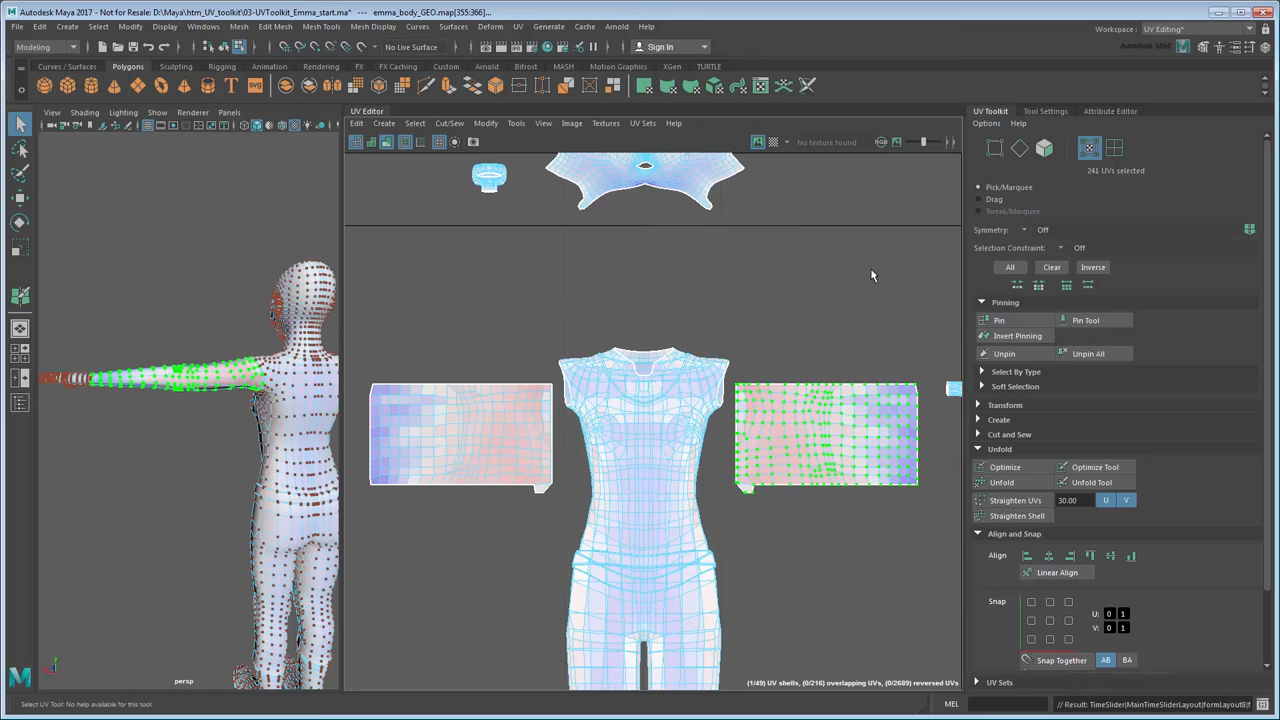 Autodesk Maya 2017 - Not for Resale: D:\Maya\htm_UV_toolkit\03-UVToolkit_Emma_start.ma* --- emma_body_GEO.map[355:366]...
File Edit Create Select Modify Display Windows Mesh Edit Mesh Mesh Tools Mesh Display Curves Surfaces Deform UV Generate Cache Arnold Help
Workspace : UV Editing*
Modeling No Live Surface Sign In Autodesk MBE
Curves / Surfaces Polygons Sculpting Rigging Animation Rendering FX FX Caching Custom Arnold Bifrost MASH Motion Graphics XGen TURTLE
SVG
View Shading Lighting Show Renderer Panels
UV Editor
UV Toolkit Tool Settings Attribute Editor
Edit Create Select Cut/Sew Modify Tools View Image Textures UV Sets Help
Options Help
No texture found
RGB
241 UVs selected
Pick/Marquee
Drag
Tweak/Marquee
Symmetry: Off
Selection Constraint: Off
All Clear Inverse
Pinning
Pin Pin Tool
Invert Pinning
Unpin Unpin All
Select By Type
Soft Selection
Transform
Create
Cut and Sew
Unfold
Optimize Optimize Tool
Unfold Unfold Tool
Straighten UVs 30.00 U V
Straighten Shell
Align and Snap
Align
Linear Align
Snap
U: 0 1
V: 0 1
Snap Together AB BA
UV Sets
persp
(1/49) UV shells, (0/216) overlapping UVs, (0/2689) reversed UVs
Select UV Tool: No help available for this tool
MEL
// Result: TimeSlider|MainTimeSliderLayout|formLayout8|f